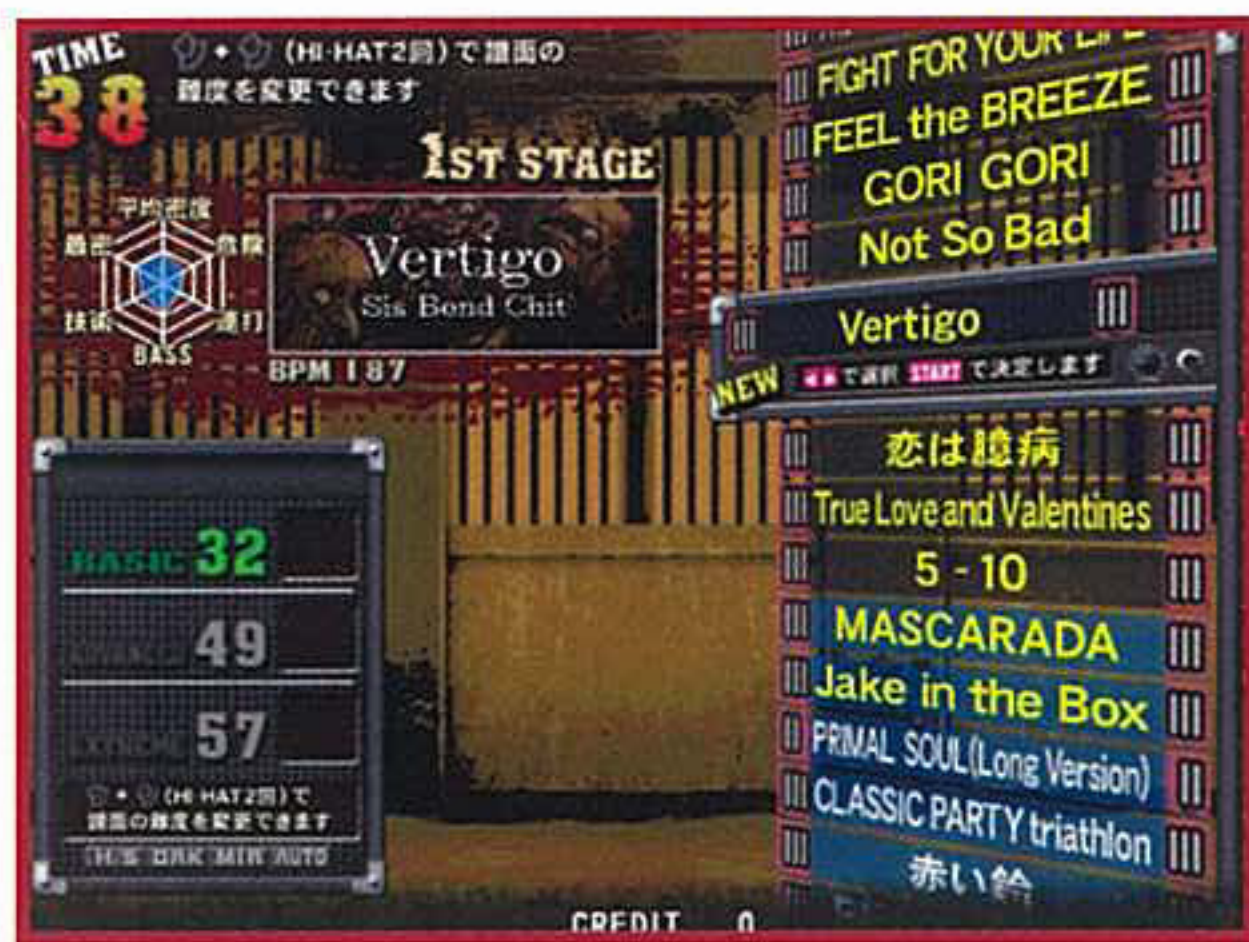 TIME
38
(HI-HAT2回)で譜面の
難度を変更できます
1ST STAGE
平均密度
最密
危険
技術
連打
BASS
Vertigo
Sis Bend Chit
BPM 187
BASIC 32
ADVANCED 49
EXTREME 57
(HI-HAT2回)で
譜面の難度を変更できます
H/S DRK MIR AUTO
FIGHT FOR YOUR LIFE
FEEL the BREEZE
GORI GORI
Not So Bad
Vertigo
NEW
で選択 START で決定します
恋は臆病
True Love and Valentines
5 - 10
MASCARADA
Jake in the Box
PRIMAL SOUL(Long Version)
CLASSIC PARTY triathlon
赤い鈴
CREDIT 0